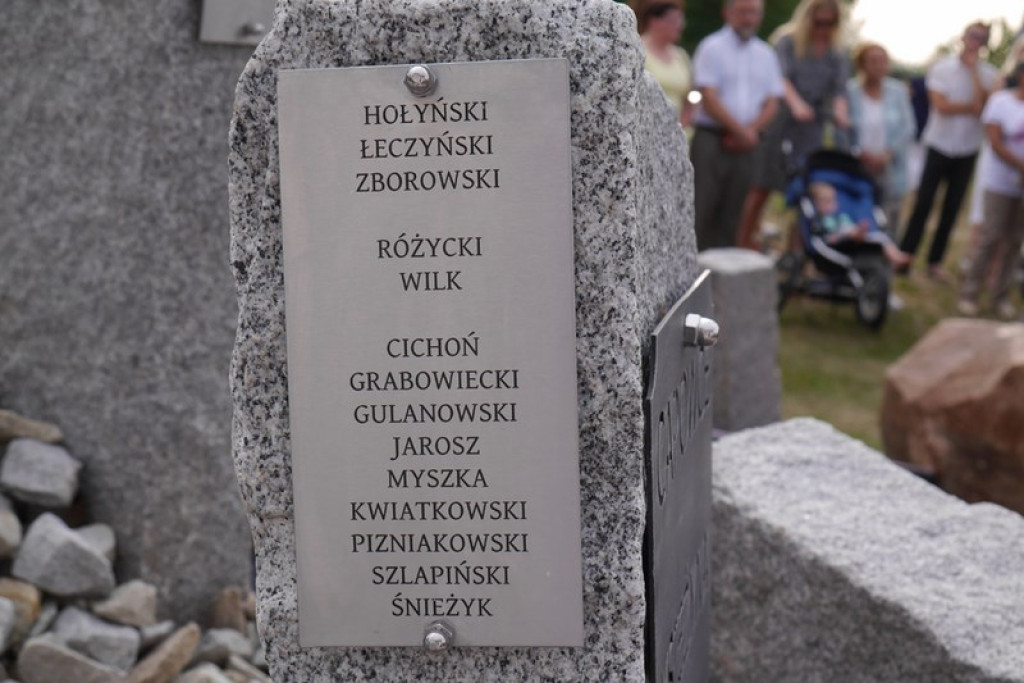 HOŁYŃSKI
ŁECZYŃSKI
ZBOROWSKI
RÓŻYCKI
WILK
CICHOŃ
GRABOWIECKI
GULANOWSKI
JAROSZ
MYSZKA
KWIATKOWSKI
PIZNIAKOWSKI
SZLAPIŃSKI
ŚNIEŻYK